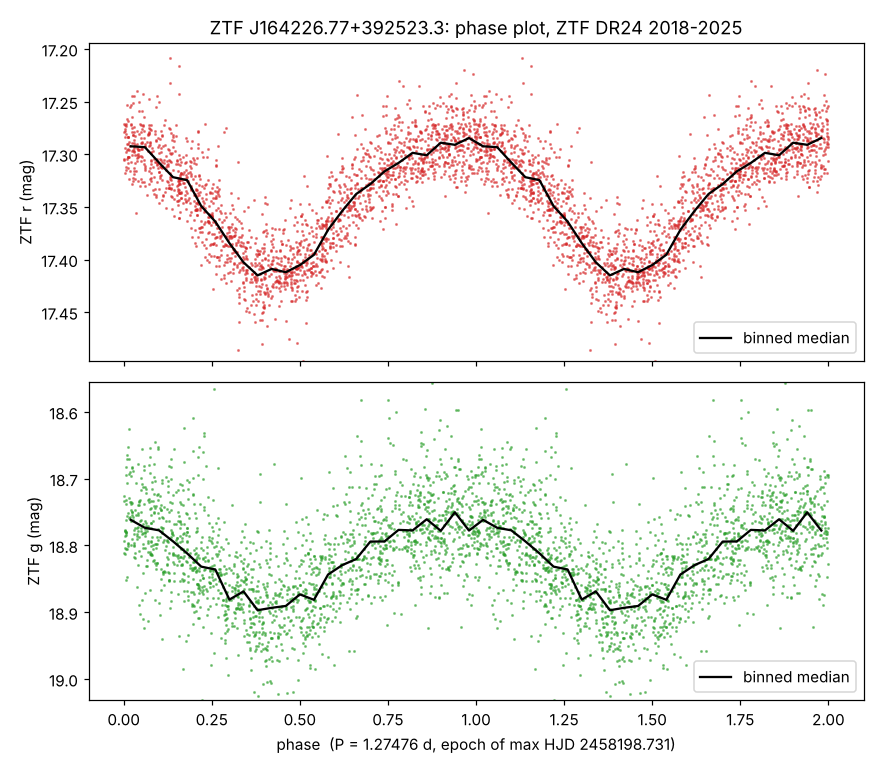 ZTF J164226.77+392523.3: phase plot, ZTF DR24 2018-2025
17.20
17.25
17.30
17.35
17.40
17.45
ZTF r (mag)
binned median
18.6
18.7
18.8
18.9
19.0
ZTF g (mag)
binned median
0.00 0.25 0.50 0.75 1.00 1.25 1.50 1.75 2.00
phase (P = 1.27476 d, epoch of max HJD 2458198.731)